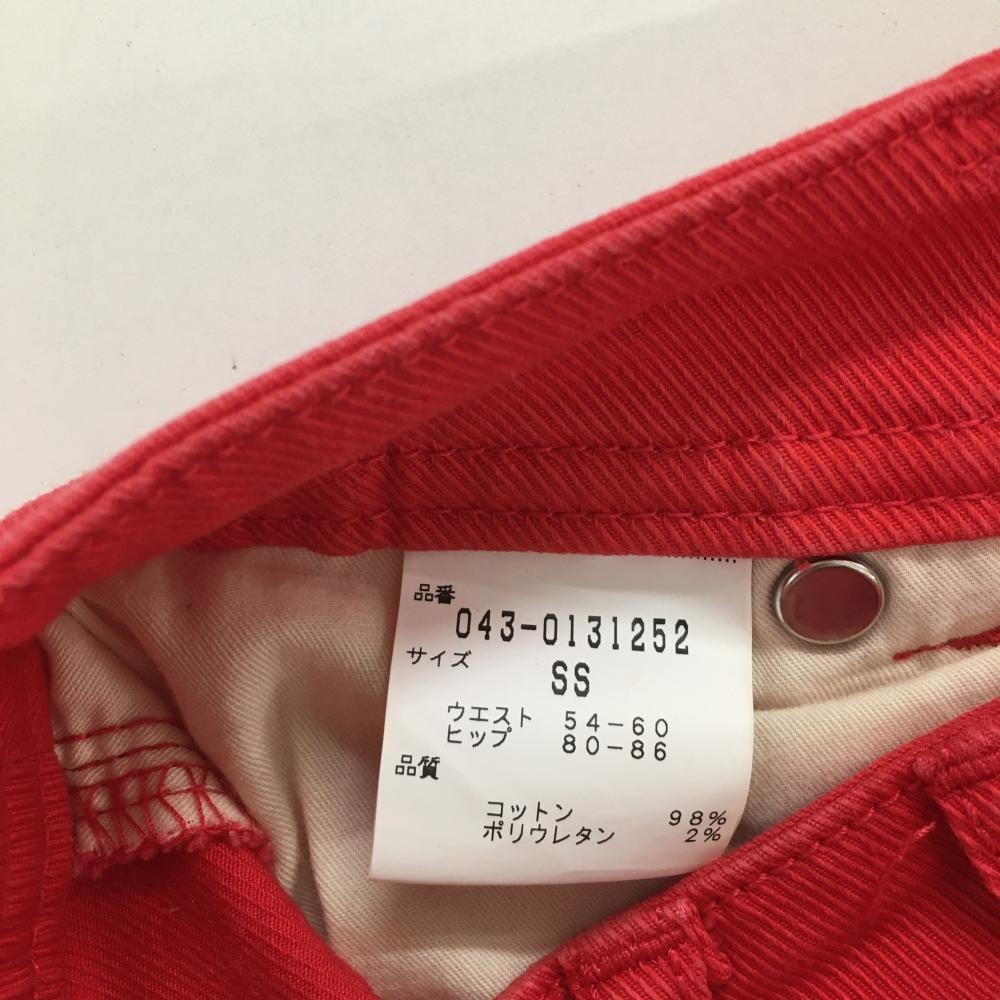 品番
043-0131252
サイズ
SS
ウエスト 54-60
ヒップ 80-86
品質
コットン 98%
ポリウレタン 2%